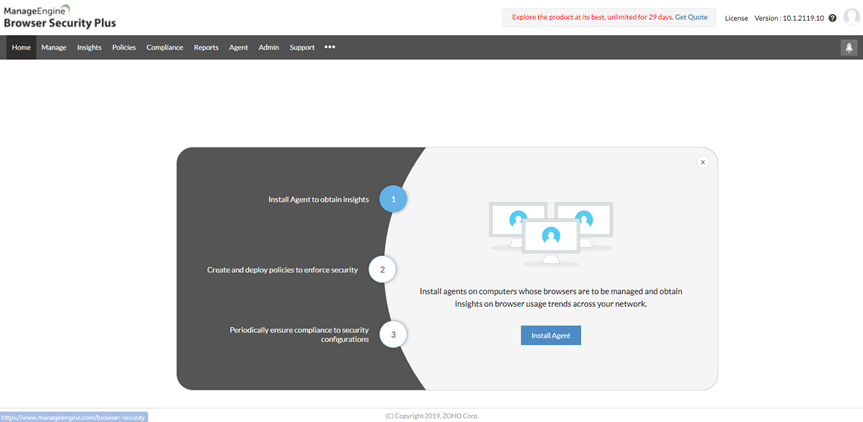 ManageEngine
Browser Security Plus
Explore the product at its best, unlimited for 29 days. Get Quote
License Version : 10.1.2119.10 ?
Home Manage Insights Policies Compliance Reports Agent Admin Support •••
x
Install Agent to obtain insights 1
Create and deploy policies to enforce security 2
Periodically ensure compliance to security
configurations 3
Install agents on computers whose browsers are to be managed and obtain
insights on browser usage trends across your network.
Install Agent
https://www.manageengine.com/browser-security
(C) Copyright 2019, ZOHO Corp.